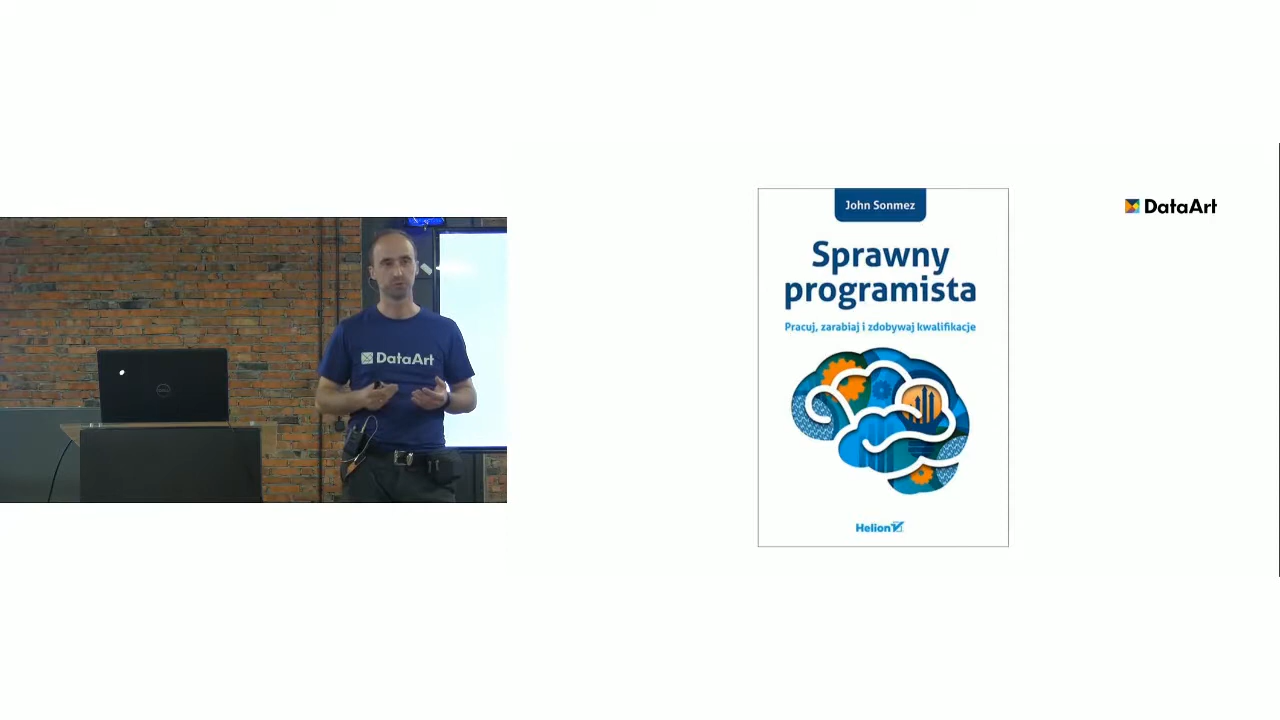 DataArt
John Sonmez
Sprawny
programista
Pracuj, zarabiaj i zdobywaj kwalifikacje
Helion
DataArt